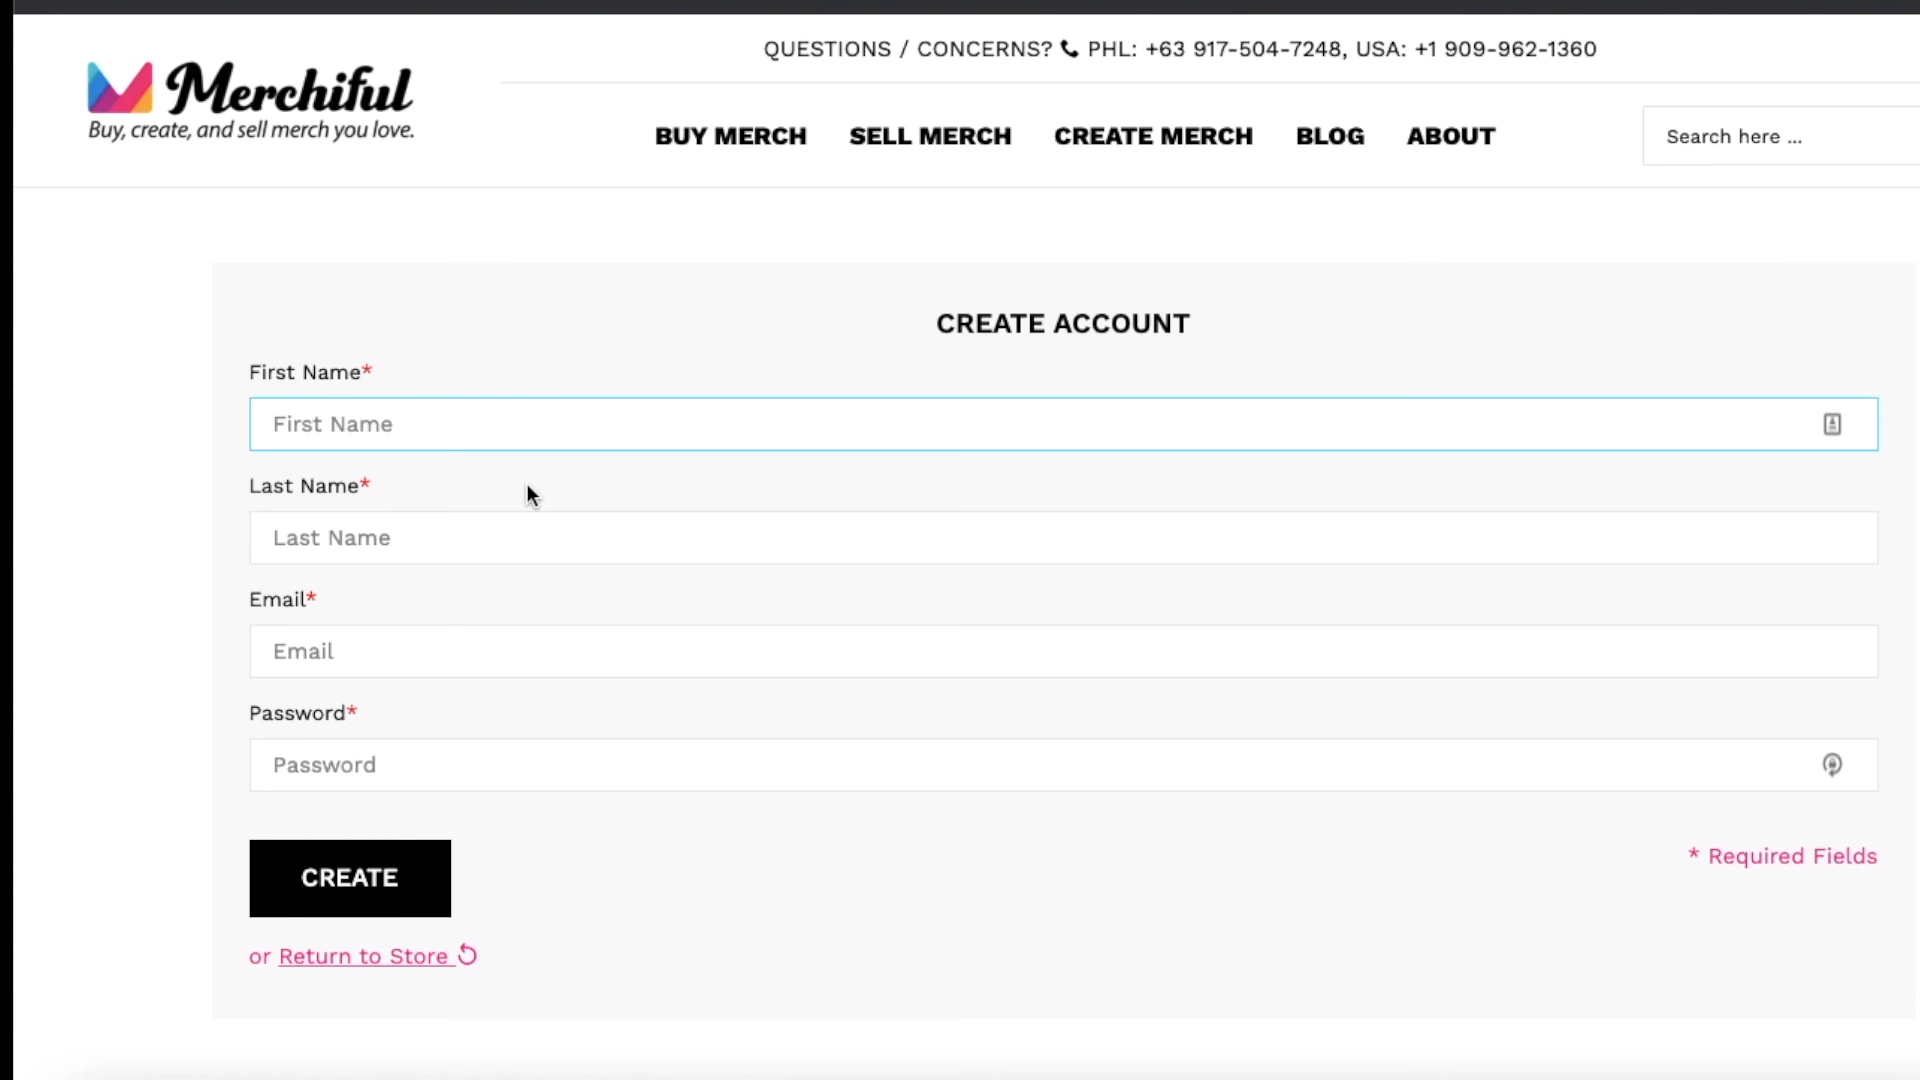 QUESTIONS / CONCERNS? PHL: +63 917-504-7248, USA: +1 909-962-1360
Merchiful
Buy, create, and sell merch you love.
BUY MERCH SELL MERCH CREATE MERCH BLOG ABOUT
Search here ...
CREATE ACCOUNT
First Name*
First Name
Last Name*
Last Name
Email*
Email
Password*
Password
CREATE
* Required Fields
or Return to Store